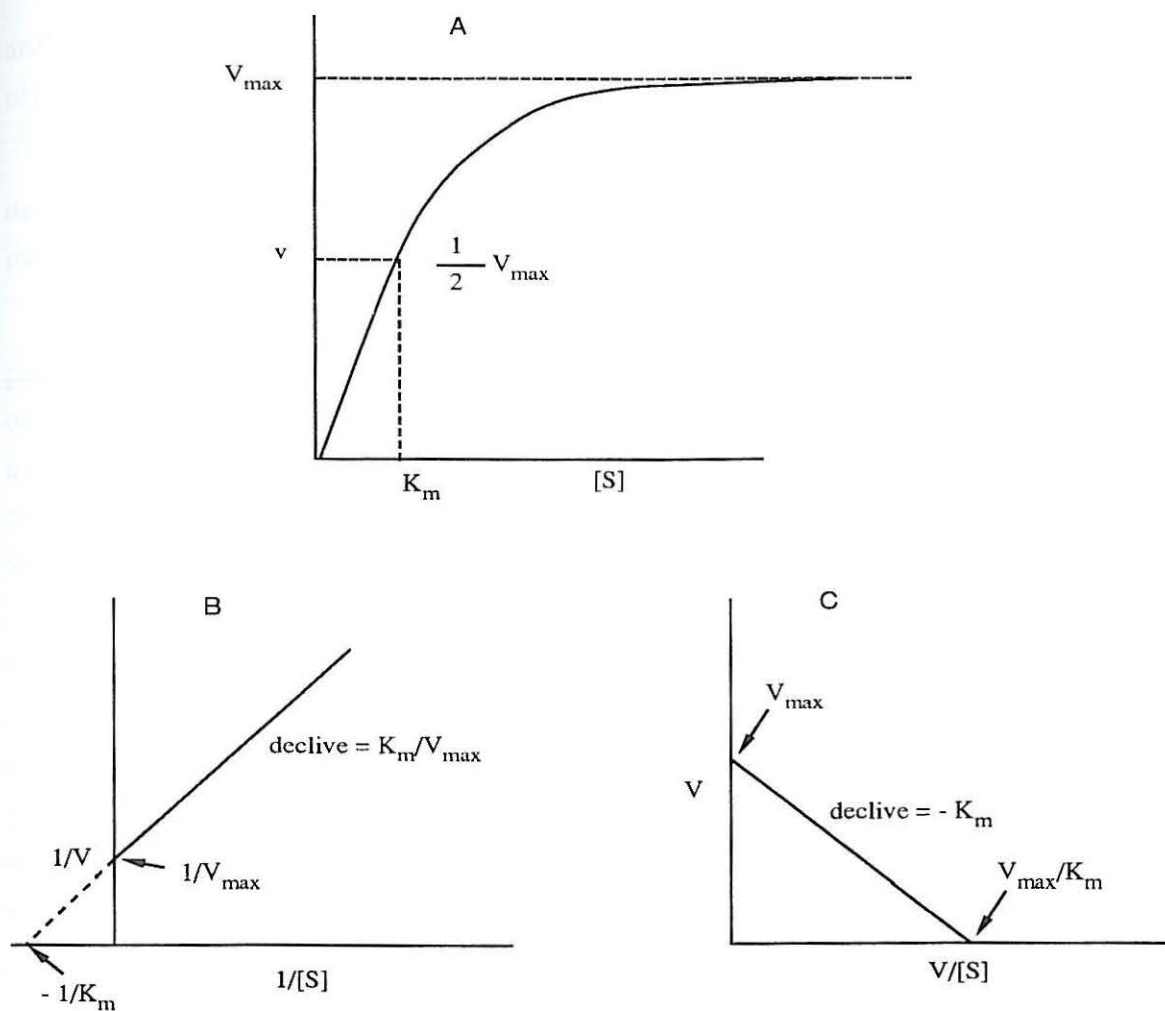 A
V_max
v
1/2 V_max
K_m
[S]
B
declive = K_m/V_max
1/V
1/V_max
1/[S]
- 1/K_m
C
V_max
V
declive = - K_m
V_max/K_m
V/[S]